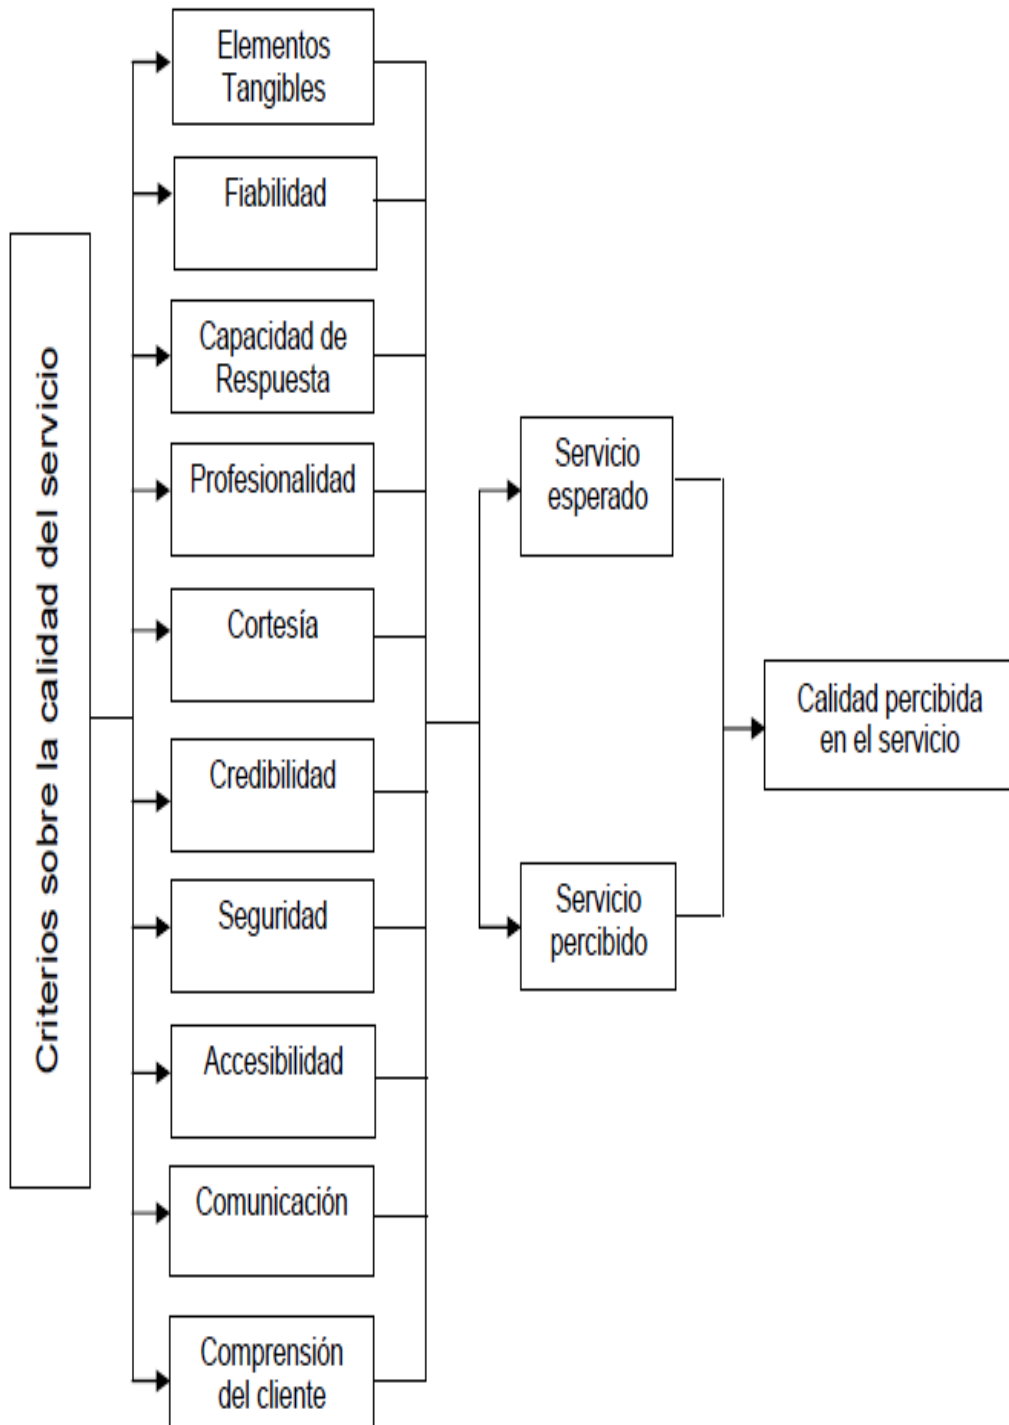 Criterios sobre la calidad del servicio
Elementos
Tangibles
Fiabilidad
Capacidad de
Respuesta
Profesionalidad
Cortesía
Credibilidad
Seguridad
Accesibilidad
Comunicación
Comprensión
del cliente
Servicio
esperado
Servicio
percibido
Calidad percibida
en el servicio